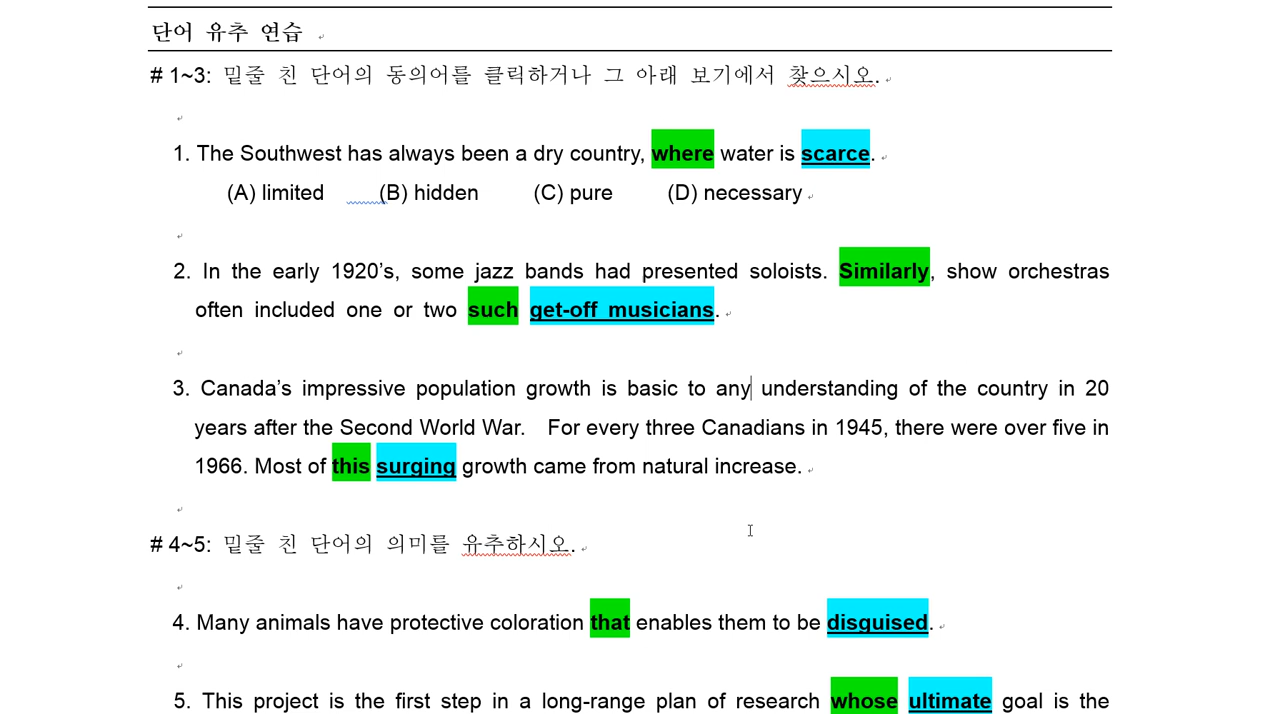 단어 유추 연습
# 1~3: 밑줄 친 단어의 동의어를 클릭하거나 그 아래 보기에서 찾으시오.
1. The Southwest has always been a dry country, where water is scarce.
(A) limited (B) hidden (C) pure (D) necessary
2. In the early 1920’s, some jazz bands had presented soloists. Similarly, show orchestras
often included one or two such get-off musicians.
3. Canada’s impressive population growth is basic to any understanding of the country in 20
years after the Second World War. For every three Canadians in 1945, there were over five in
1966. Most of this surging growth came from natural increase.
# 4~5: 밑줄 친 단어의 의미를 유추하시오.
4. Many animals have protective coloration that enables them to be disguised.
5. This project is the first step in a long-range plan of research whose ultimate goal is the